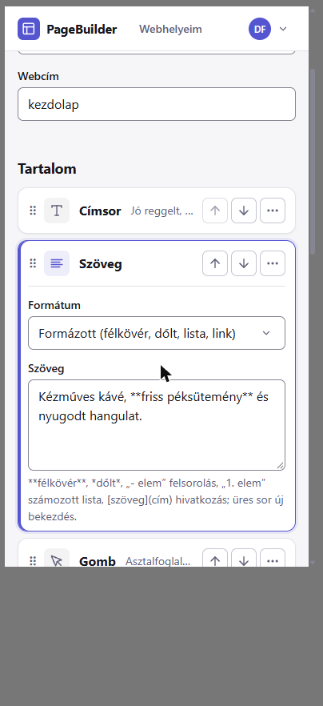 PageBuilder Webhelyeim DF
Webcím
kezdolap
Tartalom
Címsor Jó reggelt, ...
Szöveg
Formátum
Formázott (félkövér, dőlt, lista, link)
Szöveg
Kézműves kávé, **friss péksütemény** és
nyugodt hangulat.
**félkövér**, *dőlt*, „- elem” felsorolás, „1. elem”
számozott lista, [szöveg](cím) hivatkozás; üres sor új
bekezdés.
Gomb Asztalfoglal...